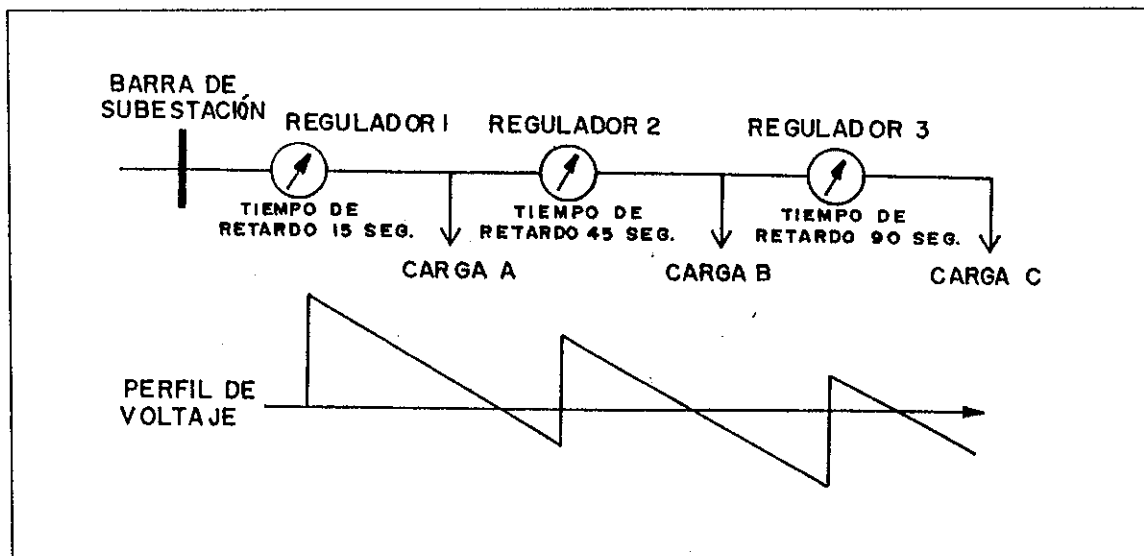 BARRA DE
SUBESTACIÓN
REGULADOR 1
REGULADOR 2
REGULADOR 3
TIEMPO DE
RETARDO 15 SEG.
TIEMPO DE
RETARDO 45 SEG.
TIEMPO DE
RETARDO 90 SEG.
CARGA A
CARGA B
CARGA C
PERFIL DE
VOLTAJE